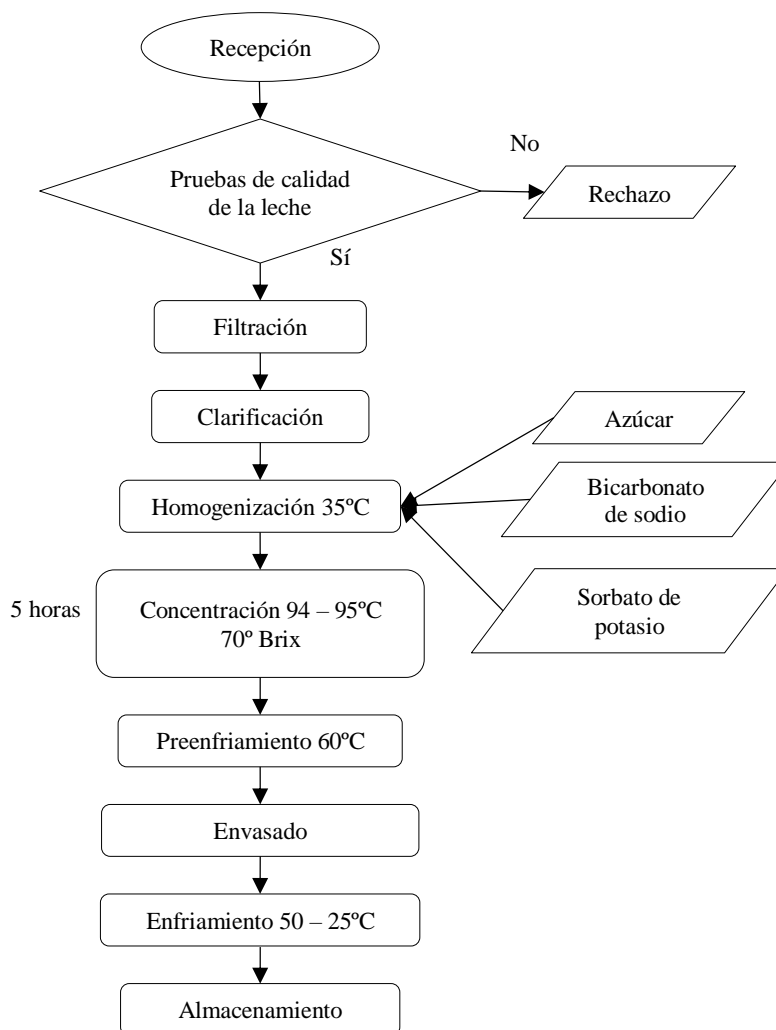 Recepción
No
Pruebas de calidad
de la leche
Rechazo
Sí
Filtración
Clarificación
Azúcar
Homogenización 35ºC
Bicarbonato
de sodio
5 horas
Concentración 94 – 95ºC
70º Brix
Sorbato de
potasio
Preenfriamiento 60ºC
Envasado
Enfriamiento 50 – 25ºC
Almacenamiento